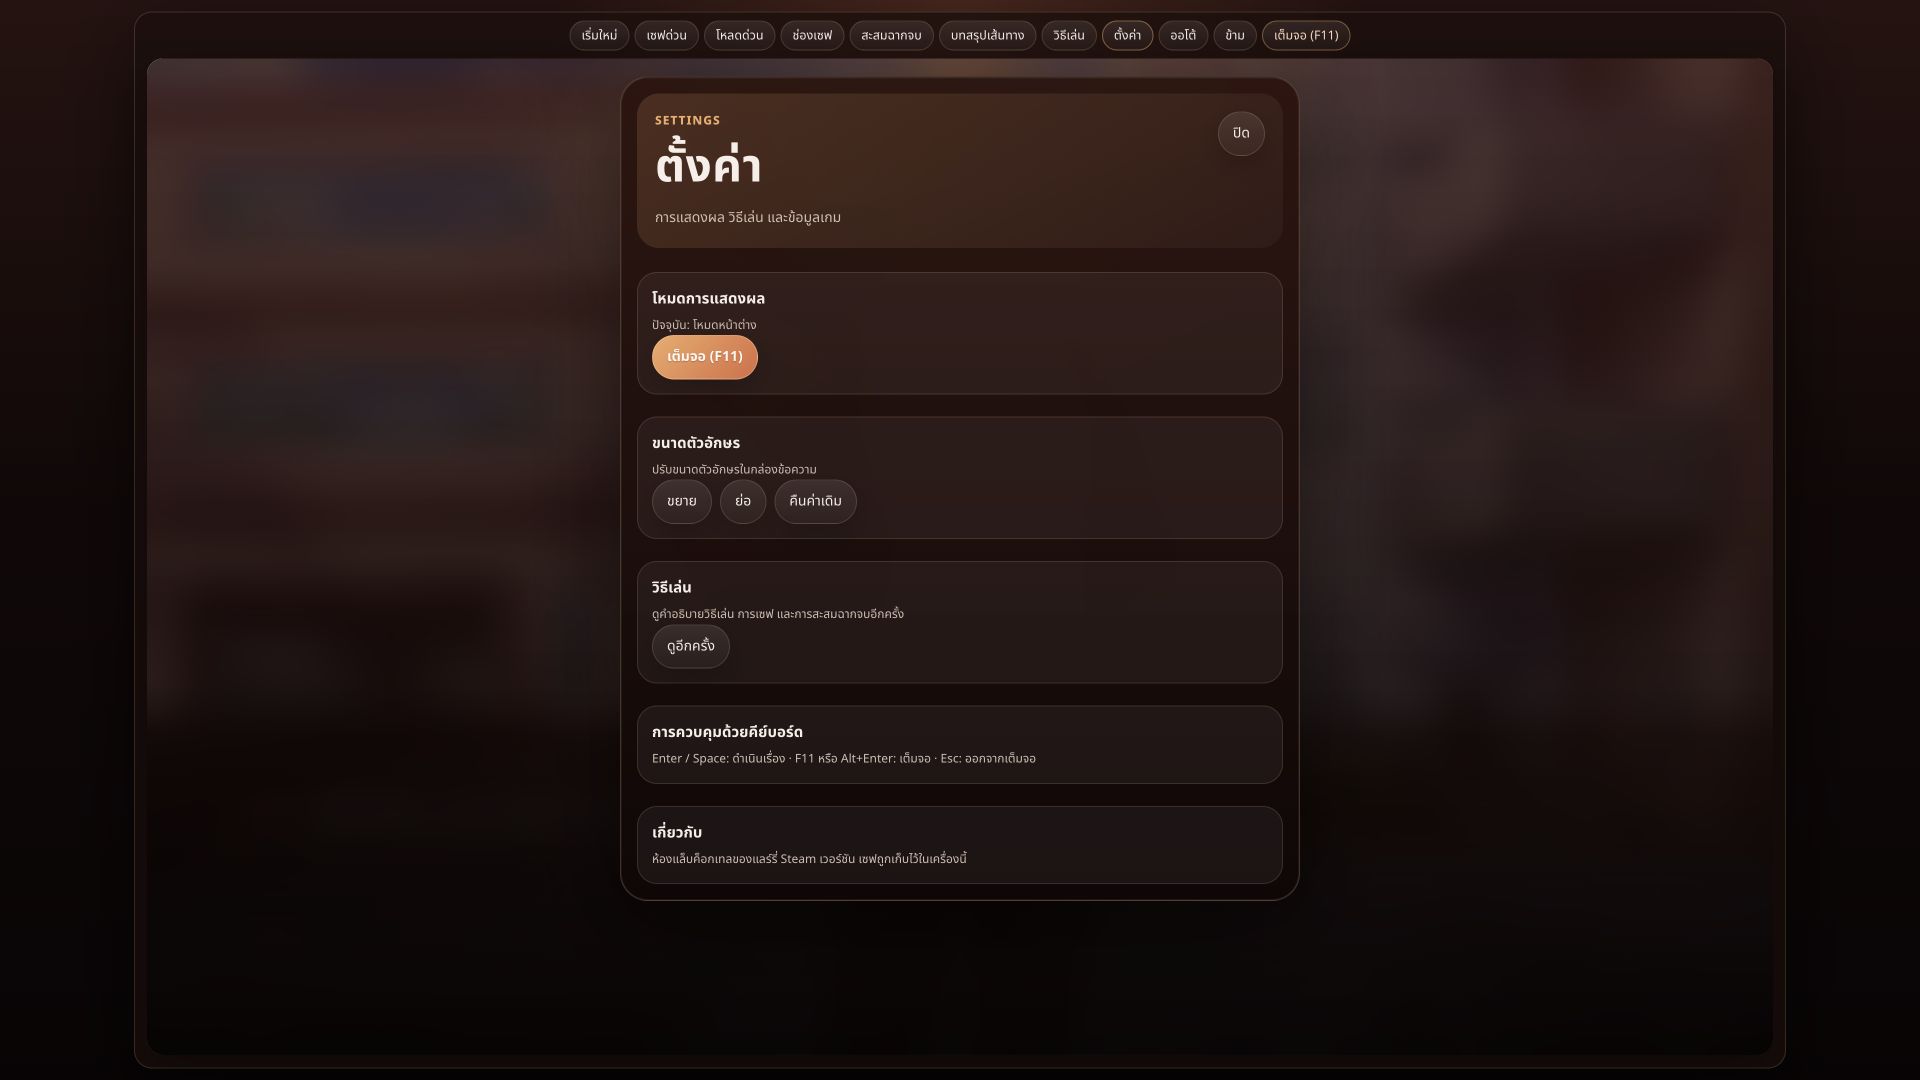 เริ่มใหม่ เซฟด่วน โหลดด่วน ช่องเซฟ สะสมฉากจบ บทสรุปเส้นทาง วิธีเล่น ตั้งค่า ออโต้ ข้าม เต็มจอ (F11)
SETTINGS
ปิด
ตั้งค่า
การแสดงผล วิธีเล่น และข้อมูลเกม
โหมดการแสดงผล
ปัจจุบัน: โหมดหน้าต่าง
เต็มจอ (F11)
ขนาดตัวอักษร
ปรับขนาดตัวอักษรในกล่องข้อความ
ขยาย ย่อ คืนค่าเดิม
วิธีเล่น
ดูคำอธิบายวิธีเล่น การเซฟ และการสะสมฉากจบอีกครั้ง
ดูอีกครั้ง
การควบคุมด้วยคีย์บอร์ด
Enter / Space: ดำเนินเรื่อง · F11 หรือ Alt+Enter: เต็มจอ · Esc: ออกจากเต็มจอ
เกี่ยวกับ
ห้องแล็บค็อกเทลของแลร์รี่ Steam เวอร์ชัน เซฟถูกเก็บไว้ในเครื่องนี้